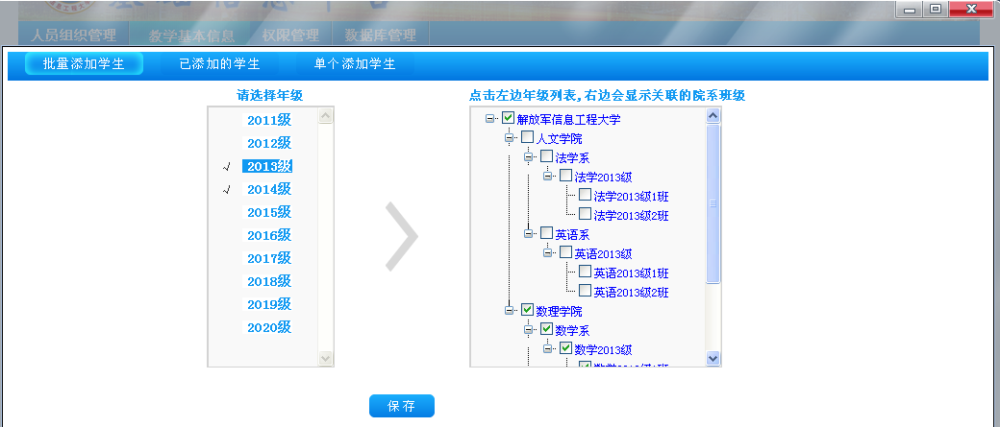 人员组织管理 教学基本信息 权限管理 数据库管理
批量添加学生 已添加的学生 单个添加学生
请选择年级
2011级
2012级
√ 2013级
√ 2014级
2015级
2016级
2017级
2018级
2019级
2020级
点击左边年级列表,右边会显示关联的院系班级
解放军信息工程大学
人文学院
法学系
法学2013级
法学2013级1班
法学2013级2班
英语系
英语2013级
英语2013级1班
英语2013级2班
数理学院
数学系
数学2013级
数学2013级1班
保存